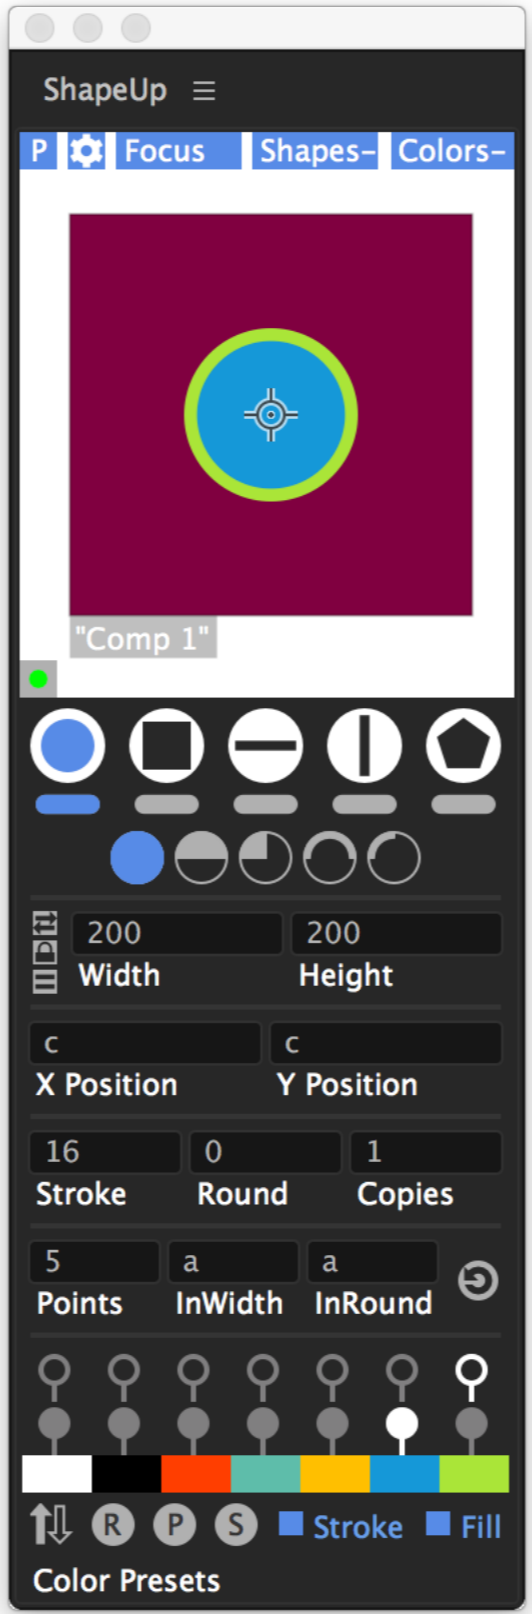 ShapeUp
P Focus Shapes- Colors-
"Comp 1"
200 200
Width Height
c c
X Position Y Position
16 0 1
Stroke Round Copies
5 a a
Points InWidth InRound
R P S Stroke Fill
Color Presets